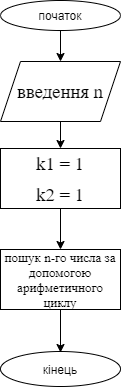 початок
введення n
k1 = 1
k2 = 1
пошук n-го числа за
допомогою
арифметичного
циклу
кінець